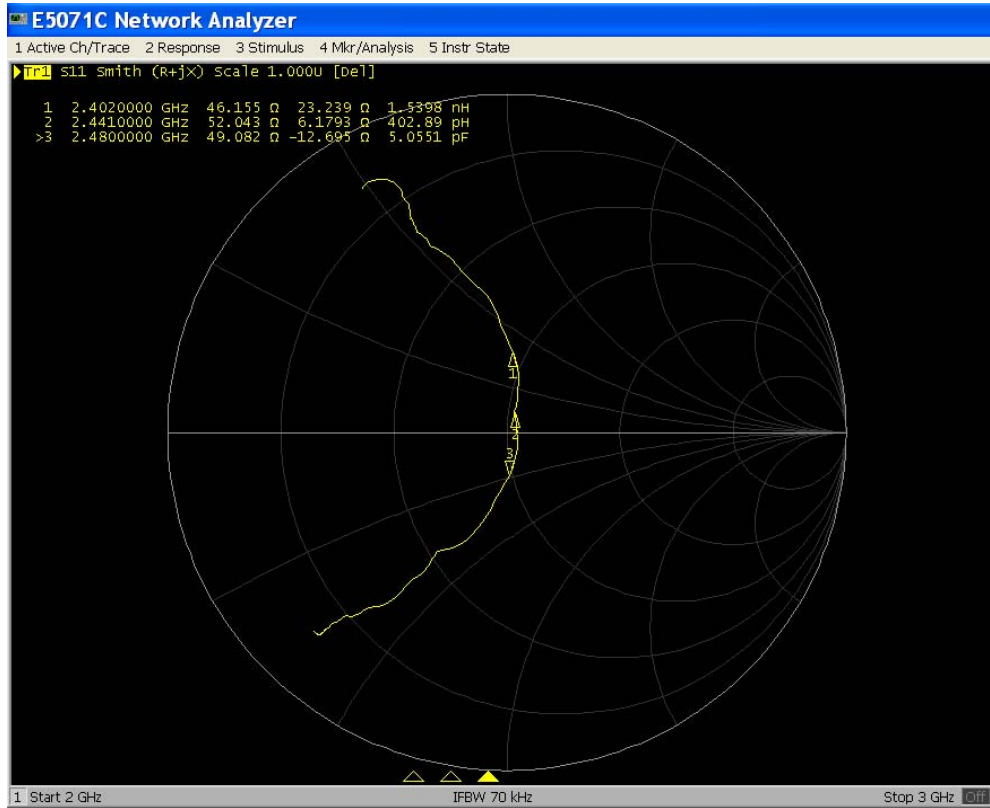 E5071C Network Analyzer
1 Active Ch/Trace 2 Response 3 Stimulus 4 Mkr/Analysis 5 Instr State
Tr1 S11 Smith (R+jX) Scale 1.000U [Del]
1 2.4020000 GHz 46.155 Ω 23.239 Ω 1.5398 nH
2 2.4410000 GHz 52.043 Ω 6.1793 Ω 402.89 pH
>3 2.4800000 GHz 49.082 Ω -12.695 Ω 5.0551 pF
1
2
3
1 Start 2 GHz IFBW 70 kHz Stop 3 GHz Off